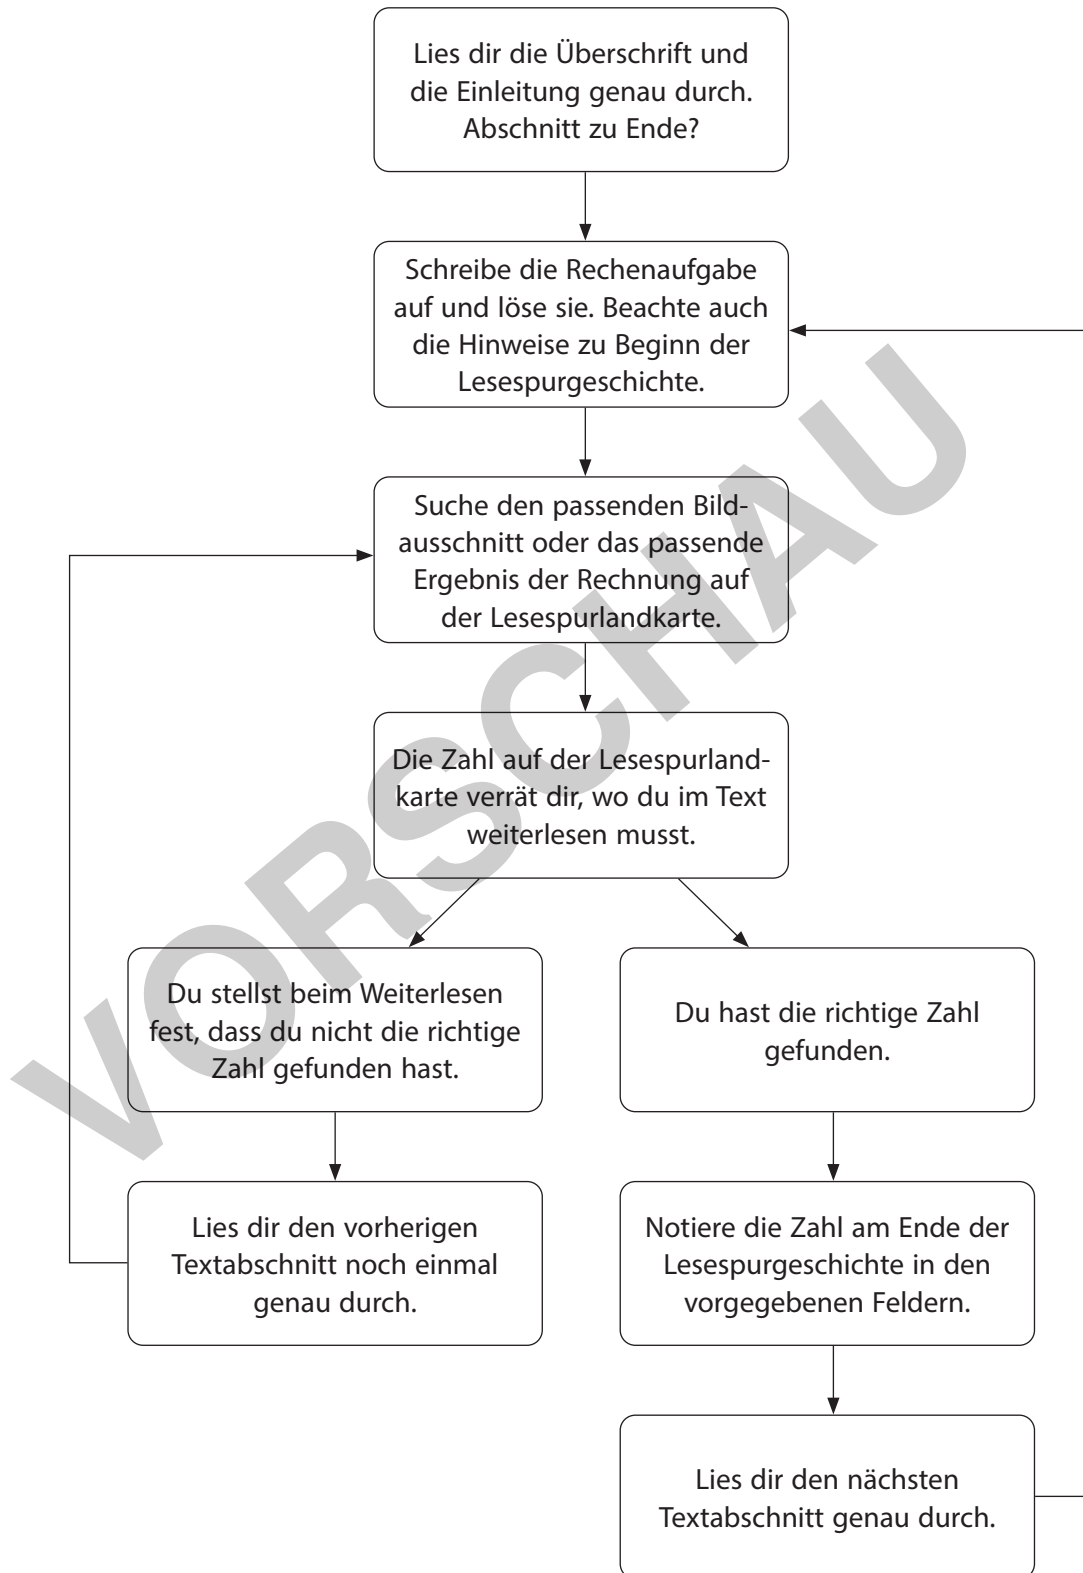 Lies dir die Überschrift und
die Einleitung genau durch.
Abschnitt zu Ende?
Schreibe die Rechenaufgabe
auf und löse sie. Beachte auch
die Hinweise zu Beginn der
Lesespurgeschichte.
Suche den passenden Bild-
ausschnitt oder das passende
Ergebnis der Rechnung auf
der Lesespurlandkarte.
Die Zahl auf der Lesespurland-
karte verrät dir, wo du im Text
weiterlesen musst.
Du stellst beim Weiterlesen
fest, dass du nicht die richtige
Zahl gefunden hast.
Lies dir den vorherigen
Textabschnitt noch einmal
genau durch.
Du hast die richtige Zahl
gefunden.
Notiere die Zahl am Ende der
Lesespurgeschichte in den
vorgegebenen Feldern.
Lies dir den nächsten
Textabschnitt genau durch.
VORSCHAU